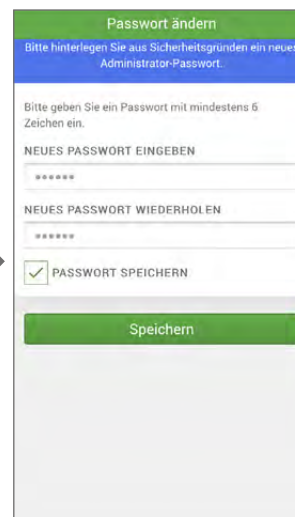 Passwort ändern
Bitte hinterlegen Sie aus Sicherheitsgründen ein neues
Administrator-Passwort.
Bitte geben Sie ein Passwort mit mindestens 6
Zeichen ein.
NEUES PASSWORT EINGEBEN
******
NEUES PASSWORT WIEDERHOLEN
******
PASSWORT SPEICHERN
Speichern